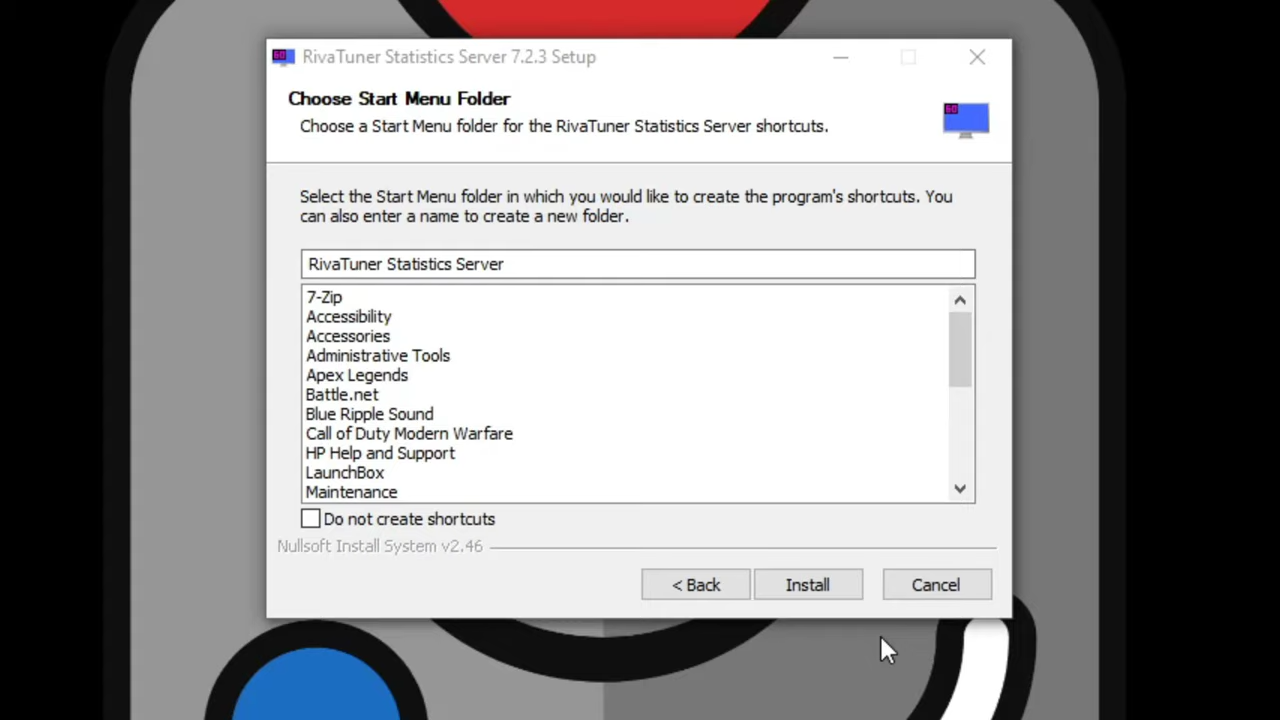 60
RivaTuner Statistics Server 7.2.3 Setup
Choose Start Menu Folder
Choose a Start Menu folder for the RivaTuner Statistics Server shortcuts.
60
Select the Start Menu folder in which you would like to create the program's shortcuts. You
can also enter a name to create a new folder.
RivaTuner Statistics Server
7-Zip
Accessibility
Accessories
Administrative Tools
Apex Legends
Battle.net
Blue Ripple Sound
Call of Duty Modern Warfare
HP Help and Support
LaunchBox
Maintenance
Do not create shortcuts
Nullsoft Install System v2.46
< Back
Install
Cancel